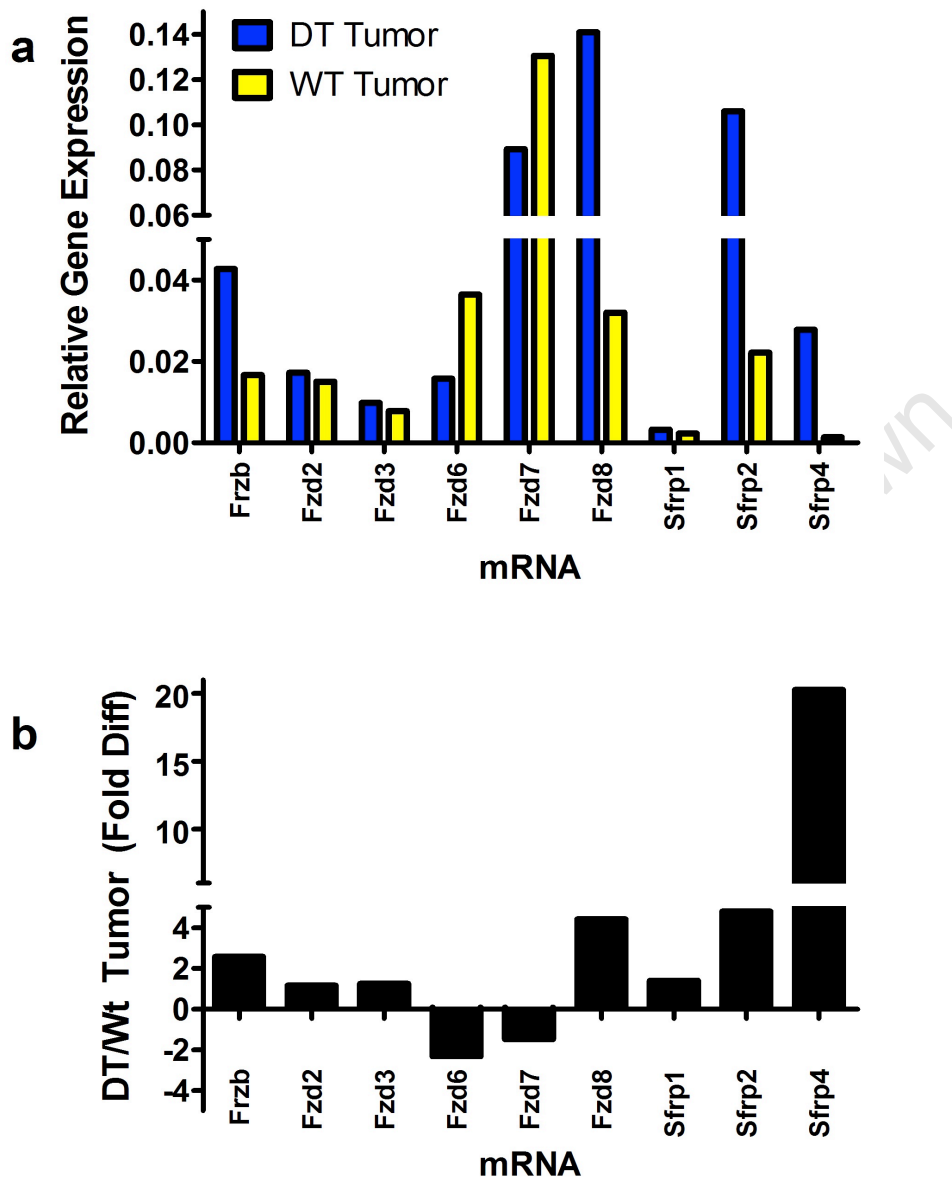 a
DT Tumor
WT Tumor
Relative Gene Expression
0.14
0.12
0.10
0.08
0.06
0.04
0.02
0.00
Frzb
Fzd2
Fzd3
Fzd6
Fzd7
Fzd8
Sfrp1
Sfrp2
Sfrp4
mRNA
b
DT/Wt Tumor (Fold Diff)
20
15
10
4
2
0
-2
-4
Frzb
Fzd2
Fzd3
Fzd6
Fzd7
Fzd8
Sfrp1
Sfrp2
Sfrp4
mRNA